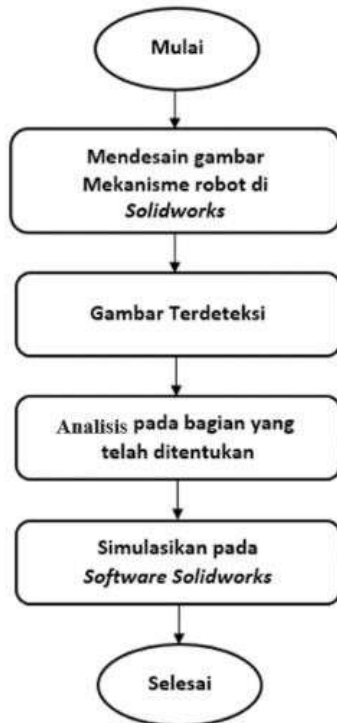 Mulai
Mendesain gambar
Mekanisme robot di
Solidworks
Gambar Terdeteksi
Analisis pada bagian yang
telah ditentukan
Simulasikan pada
Software Solidworks
Selesai